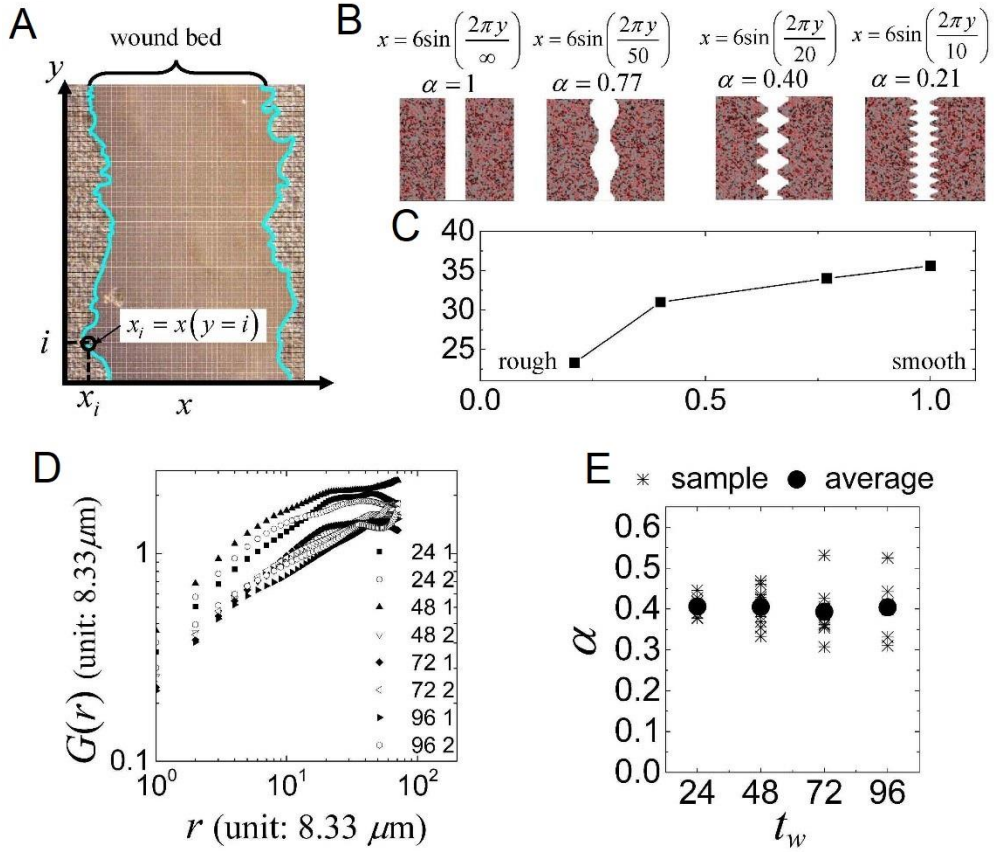 A
wound bed
y
x_i = x(y = i)
i
x_i
x
B
x = 6sin(2πy/∞)
α = 1
x = 6sin(2πy/50)
α = 0.77
x = 6sin(2πy/20)
α = 0.40
x = 6sin(2πy/10)
α = 0.21
C
40
35
30
25
rough
smooth
0.0
0.5
1.0
D
G(r) (unit: 8.33μm)
1
0.1
24 1
24 2
48 1
48 2
72 1
72 2
96 1
96 2
10^0
10^1
10^2
r (unit: 8.33 μm)
E
sample
average
α
0.6
0.5
0.4
0.3
0.2
0.1
0.0
24
48
72
96
t_w